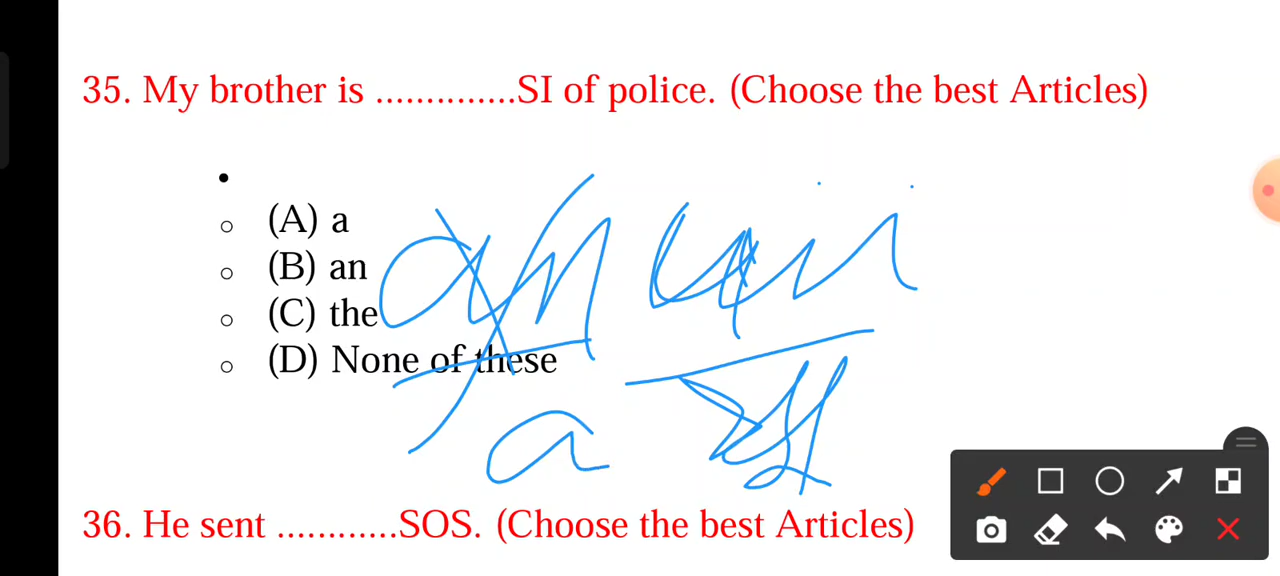 35. My brother is ..............SI of police. (Choose the best Articles)
(A) a
(B) an
(C) the
(D) None of these
a
36. He sent ............SOS. (Choose the best Articles)